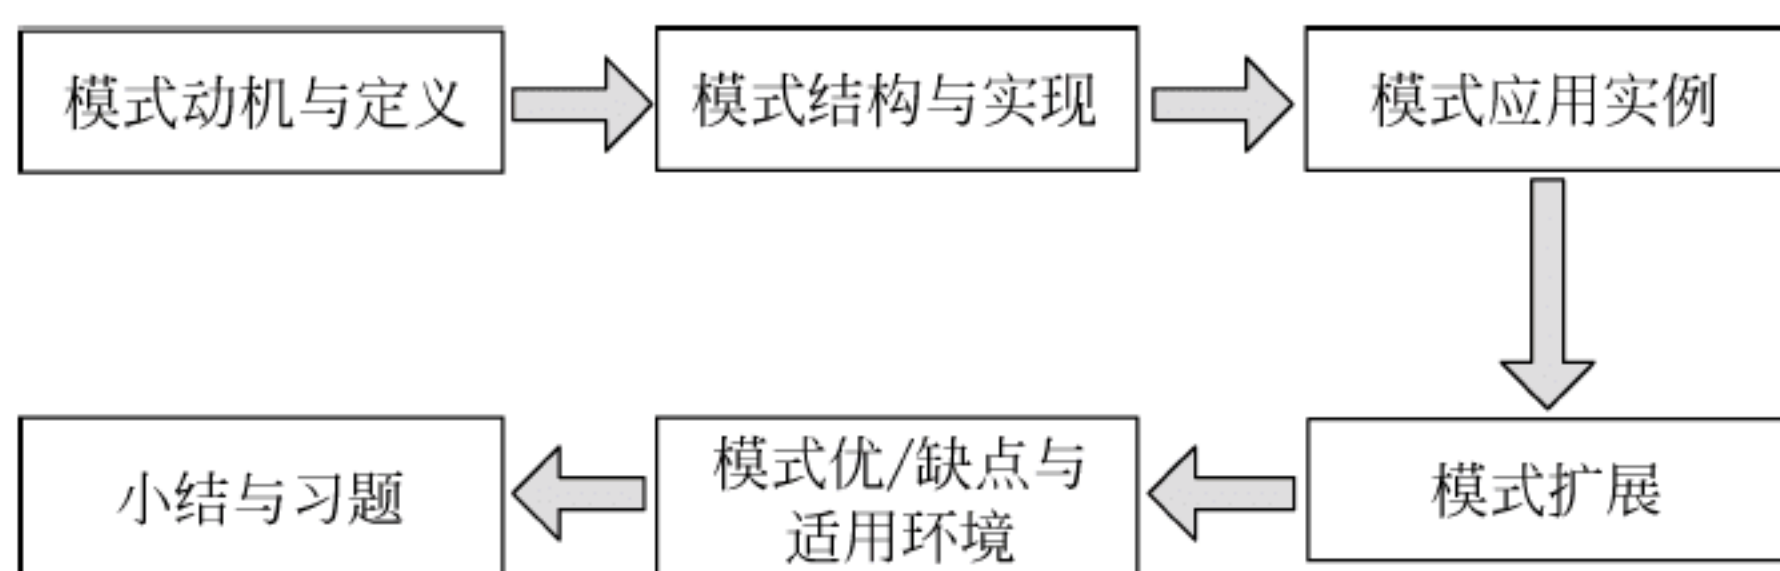 模式动机与定义
模式结构与实现
模式应用实例
模式扩展
模式优/缺点与
适用环境
小结与习题